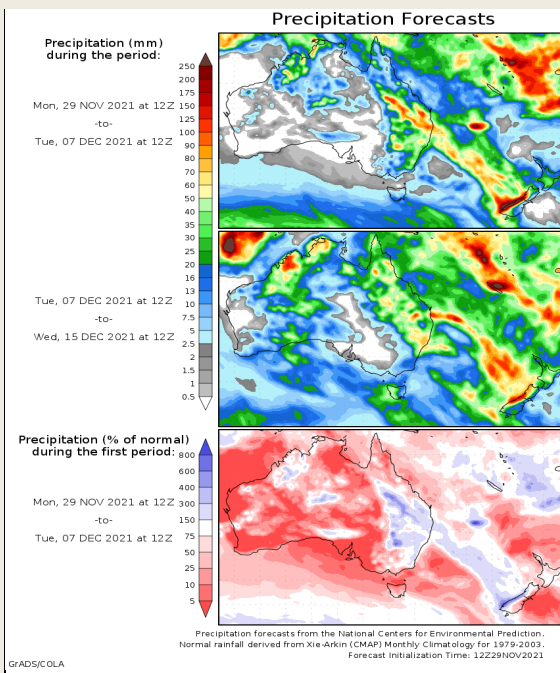 Precipitation Forecasts
Precipitation (mm)
during the period:
Mon, 29 NOV 2021 at 12Z
-to-
Tue, 07 DEC 2021 at 12Z
250
200
175
150
125
100
90
80
70
60
50
40
35
30
25
20
16
13
10
7.5
5
2.5
2
1.5
1
0.5
Tue, 07 DEC 2021 at 12Z
-to-
Wed, 15 DEC 2021 at 12Z
Precipitation (% of normal)
during the first period:
Mon, 29 NOV 2021 at 12Z
-to-
Tue, 07 DEC 2021 at 12Z
800
600
400
300
150
75
50
25
10
5
Precipitation forecasts from the National Centers for Environmental Prediction.
Normal rainfall derived from Xie-Arkin (CMAP) Monthly Climatology for 1979-2003.
Forecast Initialization Time: 12Z29NOV2021
GrADS/COLA